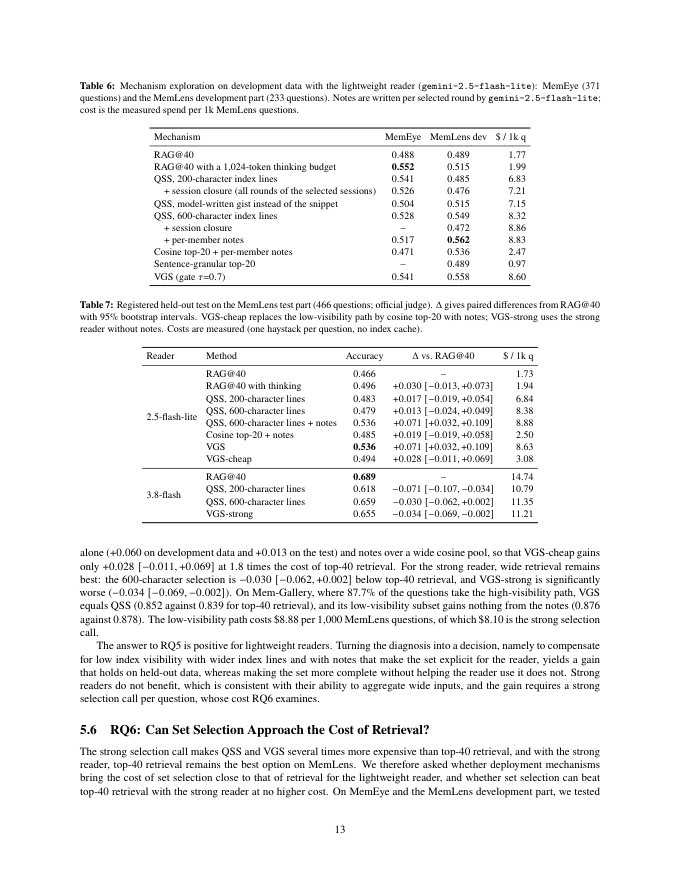 Table 6: Mechanism exploration on development data with the lightweight reader (gemini-2.5-flash-lite): MemEye (371
questions) and the MemLens development part (233 questions). Notes are written per selected round by gemini-2.5-flash-lite;
cost is the measured spend per 1k MemLens questions.
Mechanism MemEye MemLens dev $ / 1k q
RAG@40 0.488 0.489 1.77
RAG@40 with a 1,024-token thinking budget 0.552 0.515 1.99
QSS, 200-character index lines 0.541 0.485 6.83
+ session closure (all rounds of the selected sessions) 0.526 0.476 7.21
QSS, model-written gist instead of the snippet 0.504 0.515 7.15
QSS, 600-character index lines 0.528 0.549 8.32
+ session closure – 0.472 8.86
+ per-member notes 0.517 0.562 8.83
Cosine top-20 + per-member notes 0.471 0.536 2.47
Sentence-granular top-20 – 0.489 0.97
VGS (gate τ=0.7) 0.541 0.558 8.60
Table 7: Registered held-out test on the MemLens test part (466 questions; official judge). Δ gives paired differences from RAG@40
with 95% bootstrap intervals. VGS-cheap replaces the low-visibility path by cosine top-20 with notes; VGS-strong uses the strong
reader without notes. Costs are measured (one haystack per question, no index cache).
Reader Method Accuracy Δ vs. RAG@40 $ / 1k q
RAG@40 0.466 – 1.73
RAG@40 with thinking 0.496 +0.030 [−0.013, +0.073] 1.94
QSS, 200-character lines 0.483 +0.017 [−0.019, +0.054] 6.84
QSS, 600-character lines 0.479 +0.013 [−0.024, +0.049] 8.38
2.5-flash-lite QSS, 600-character lines + notes 0.536 +0.071 [+0.032, +0.109] 8.88
Cosine top-20 + notes 0.485 +0.019 [−0.019, +0.058] 2.50
VGS 0.536 +0.071 [+0.032, +0.109] 8.63
VGS-cheap 0.494 +0.028 [−0.011, +0.069] 3.08
RAG@40 0.689 – 14.74
3.8-flash QSS, 200-character lines 0.618 −0.071 [−0.107, −0.034] 10.79
QSS, 600-character lines 0.659 −0.030 [−0.062, +0.002] 11.35
VGS-strong 0.655 −0.034 [−0.069, −0.002] 11.21
alone (+0.060 on development data and +0.013 on the test) and notes over a wide cosine pool, so that VGS-cheap gains
only +0.028 [−0.011, +0.069] at 1.8 times the cost of top-40 retrieval. For the strong reader, wide retrieval remains
best: the 600-character selection is −0.030 [−0.062, +0.002] below top-40 retrieval, and VGS-strong is significantly
worse (−0.034 [−0.069, −0.002]). On Mem-Gallery, where 87.7% of the questions take the high-visibility path, VGS
equals QSS (0.852 against 0.839 for top-40 retrieval), and its low-visibility subset gains nothing from the notes (0.876
against 0.878). The low-visibility path costs $8.88 per 1,000 MemLens questions, of which $8.10 is the strong selection
call.
The answer to RQ5 is positive for lightweight readers. Turning the diagnosis into a decision, namely to compensate
for low index visibility with wider index lines and with notes that make the set explicit for the reader, yields a gain
that holds on held-out data, whereas making the set more complete without helping the reader use it does not. Strong
readers do not benefit, which is consistent with their ability to aggregate wide inputs, and the gain requires a strong
selection call per question, whose cost RQ6 examines.
5.6 RQ6: Can Set Selection Approach the Cost of Retrieval?
The strong selection call makes QSS and VGS several times more expensive than top-40 retrieval, and with the strong
reader, top-40 retrieval remains the best option on MemLens. We therefore asked whether deployment mechanisms
bring the cost of set selection close to that of retrieval for the lightweight reader, and whether set selection can beat
top-40 retrieval with the strong reader at no higher cost. On MemEye and the MemLens development part, we tested
13